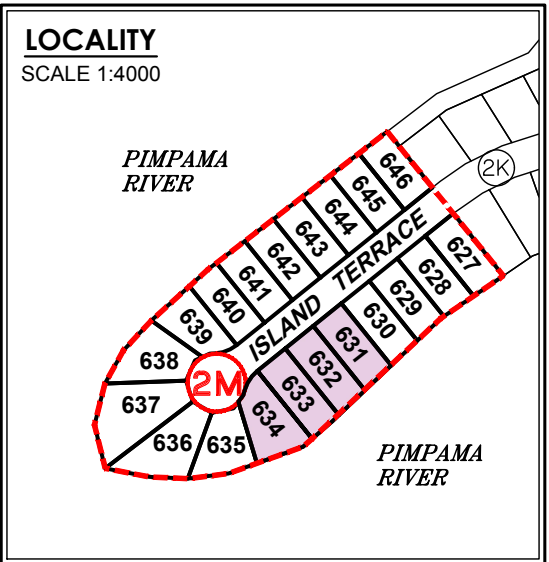 LOCALITY
SCALE 1:4000
PIMPAMA
RIVER
2K
646
645
644
643
642
641
640
639
638
637
636
635
634
633
632
631
630
629
628
627
ISLAND TERRACE
2M
PIMPAMA
RIVER